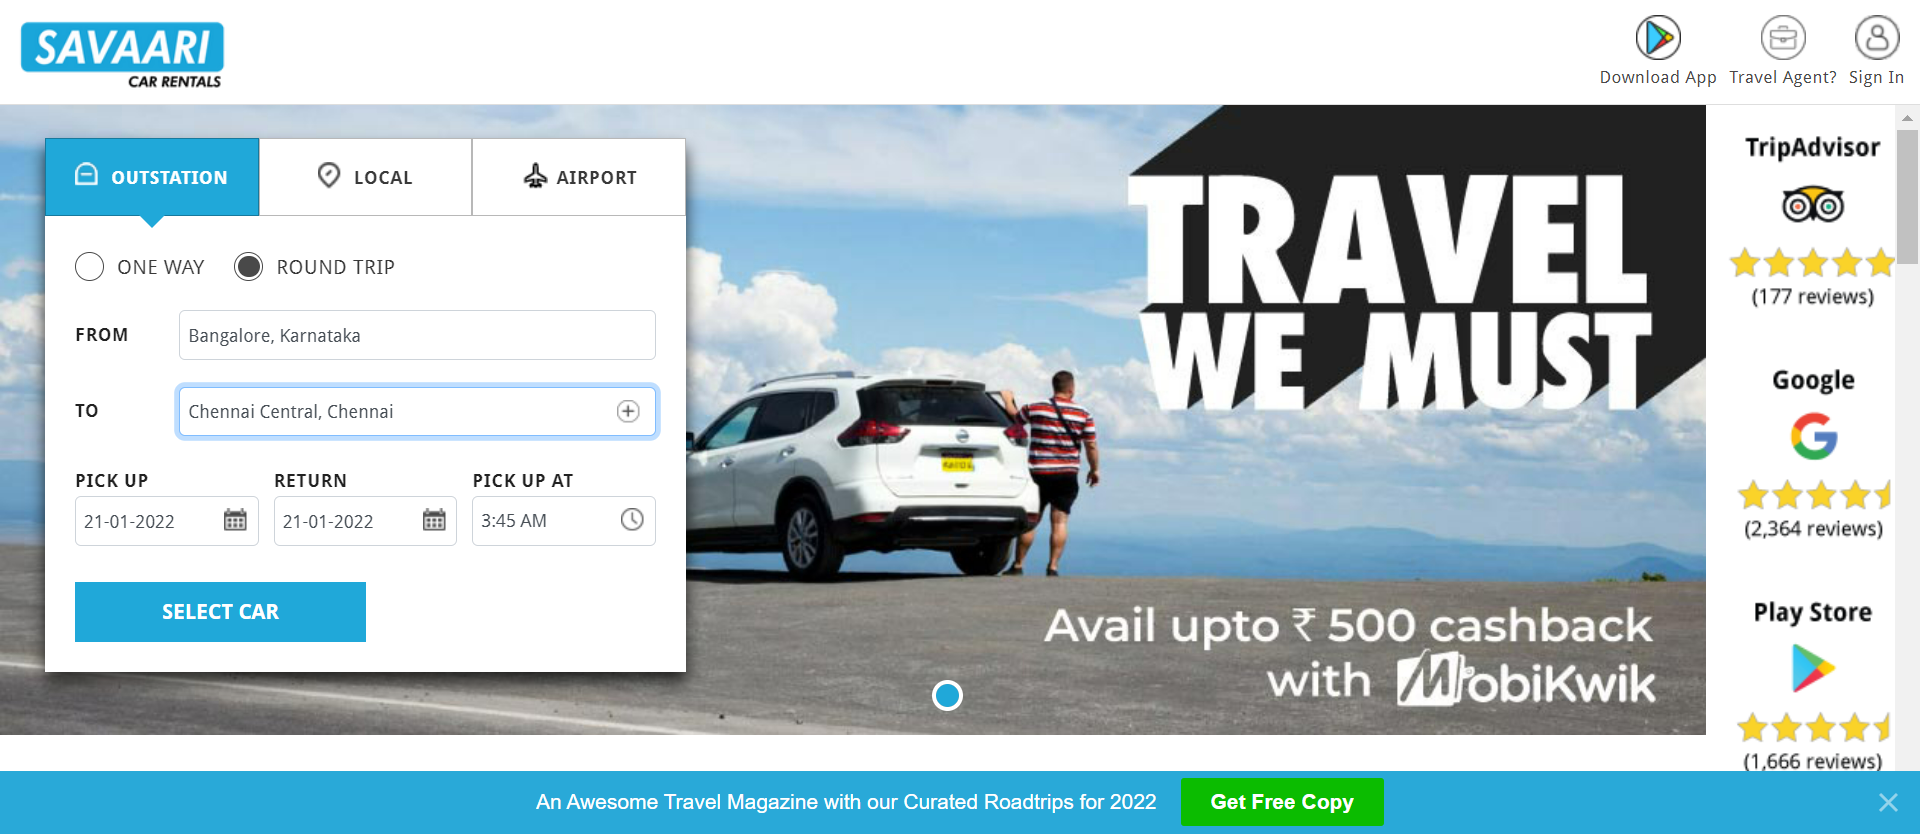 SAVAARI
CAR RENTALS
Download App
Travel Agent?
Sign In
OUTSTATION
LOCAL
AIRPORT
ONE WAY
ROUND TRIP
FROM
Bangalore, Karnataka
TO
Chennai Central, Chennai
PICK UP
RETURN
PICK UP AT
21-01-2022
21-01-2022
3:45 AM
SELECT CAR
TRAVEL
WE MUST
Avail upto ₹ 500 cashback
with MobiKwik
TripAdvisor
(177 reviews)
Google
(2,364 reviews)
Play Store
(1,666 reviews)
An Awesome Travel Magazine with our Curated Roadtrips for 2022
Get Free Copy